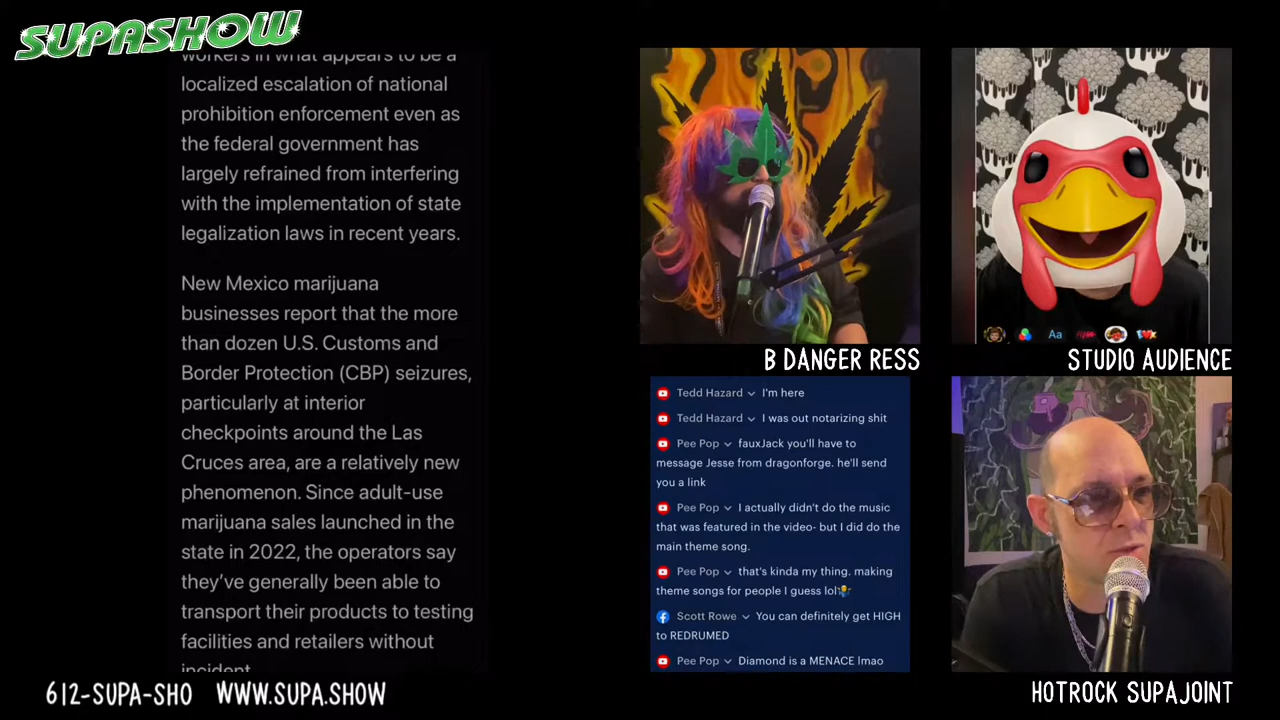 SUPASHOW
workers in what appears to be a
localized escalation of national
prohibition enforcement even as
the federal government has
largely refrained from interfering
with the implementation of state
legalization laws in recent years.
New Mexico marijuana
businesses report that the more
than dozen U.S. Customs and
Border Protection (CBP) seizures,
particularly at interior
checkpoints around the Las
Cruces area, are a relatively new
phenomenon. Since adult-use
marijuana sales launched in the
state in 2022, the operators say
they've generally been able to
transport their products to testing
facilities and retailers without
incident.
612-SUPA-SHO WWW.SUPA.SHOW
B DANGER RESS
Aa
STUDIO AUDIENCE
Tedd Hazard I'm here
Tedd Hazard I was out notarizing shit
Pee Pop fauxJack you'll have to
message Jesse from dragonforge. he'll send
you a link
Pee Pop I actually didn't do the music
that was featured in the video- but I did do the
main theme song.
Pee Pop that's kinda my thing. making
theme songs for people I guess lol🤷
Scott Rowe You can definitely get HIGH
to REDRUMED
Pee Pop Diamond is a MENACE lmao
HOTROCK SUPAJOINT